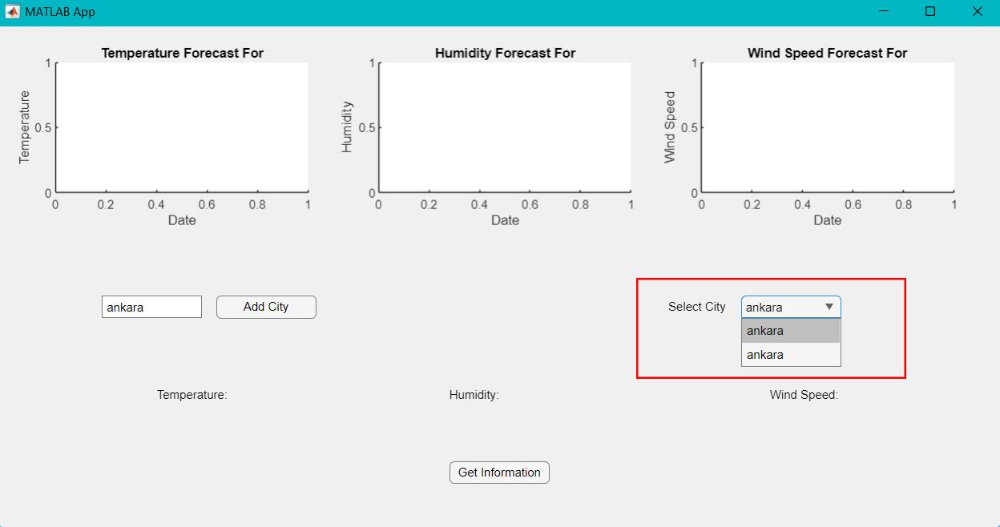 MATLAB App
Temperature Forecast For
Humidity Forecast For
Wind Speed Forecast For
1
0.5
0
Temperature
0 0.2 0.4 0.6 0.8 1
Date
1
0.5
0
Humidity
0 0.2 0.4 0.6 0.8 1
Date
1
0.5
0
Wind Speed
0 0.2 0.4 0.6 0.8 1
Date
ankara
Add City
Select City
ankara
ankara
ankara
Temperature:
Humidity:
Wind Speed:
Get Information